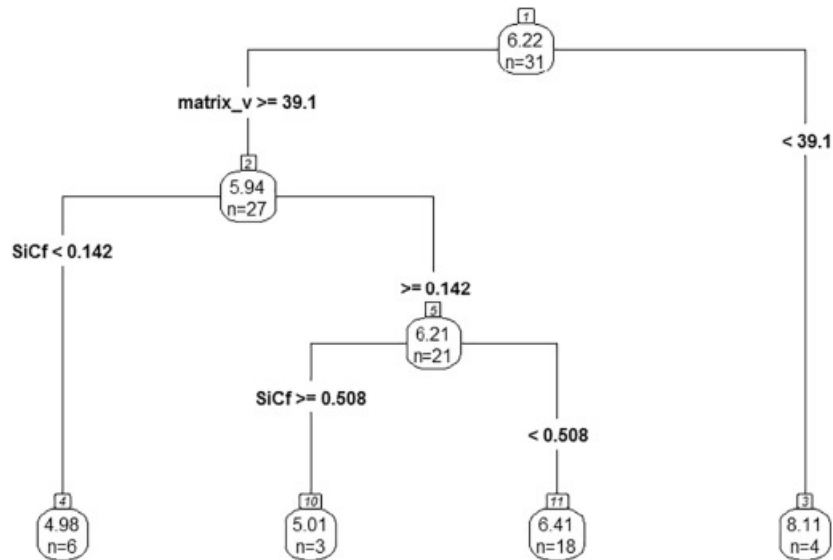 1
6.22
n=31
matrix_v >= 39.1
< 39.1
2
5.94
n=27
SiCf < 0.142
>= 0.142
5
6.21
n=21
SiCf >= 0.508
< 0.508
4
4.98
n=6
10
5.01
n=3
11
6.41
n=18
3
8.11
n=4